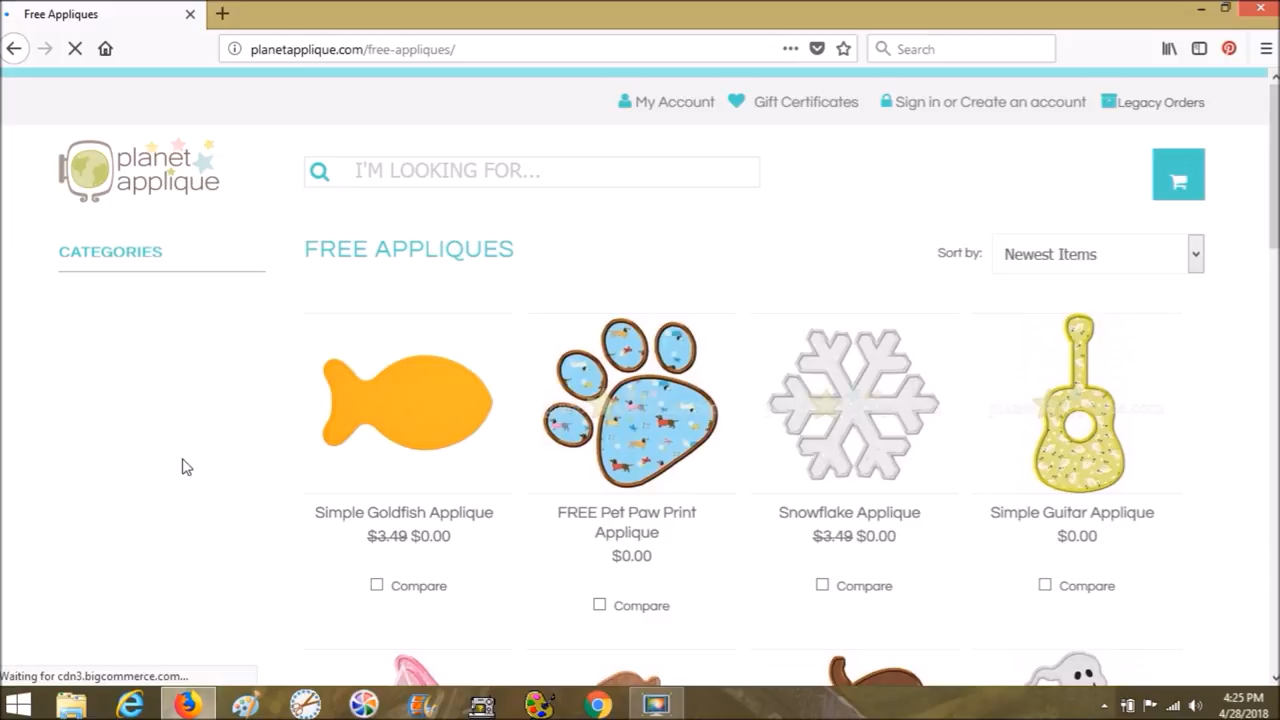 Free Appliques
planetapplique.com/free-appliques/
Search
My Account
Gift Certificates
Sign in or Create an account
Legacy Orders
planet
applique
I'M LOOKING FOR...
CATEGORIES
FREE APPLIQUES
Sort by:
Newest Items
Simple Goldfish Applique
$3.49 $0.00
Compare
FREE Pet Paw Print
Applique
$0.00
Compare
Snowflake Applique
$3.49 $0.00
Compare
Simple Guitar Applique
$0.00
Compare
Waiting for cdn3.bigcommerce.com...
4:25 PM
4/28/2018